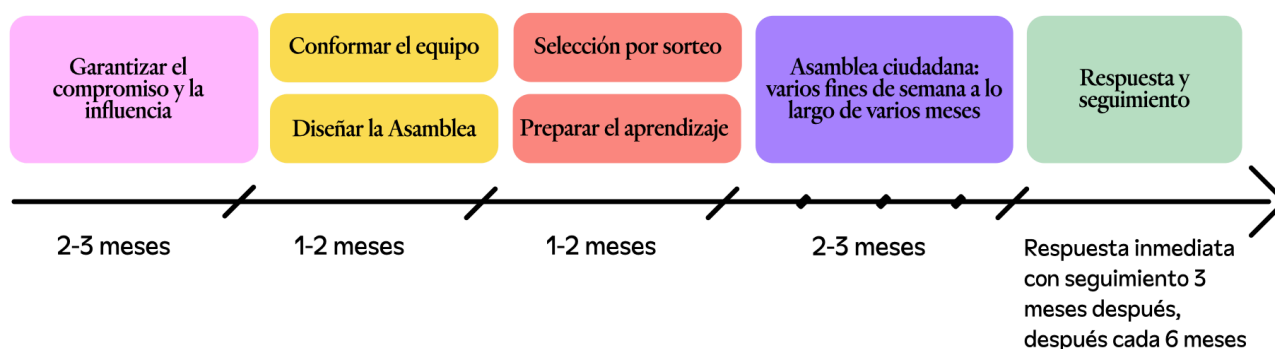 Garantizar el
compromiso y la
influencia
Conformar el equipo
Diseñar la Asamblea
Selección por sorteo
Preparar el aprendizaje
Asamblea ciudadana:
varios fines de semana a lo
largo de varios meses
Respuesta y
seguimiento
2-3 meses
1-2 meses
1-2 meses
2-3 meses
Respuesta inmediata
con seguimiento 3
meses después,
después cada 6 meses